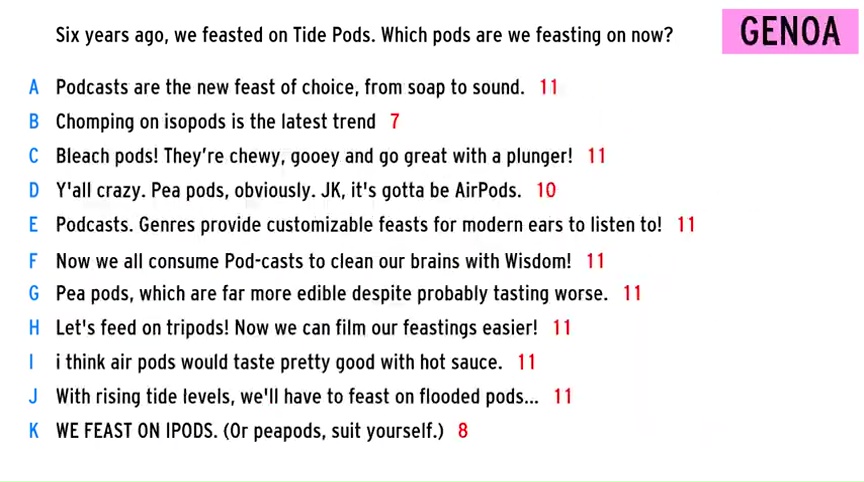 Six years ago, we feasted on Tide Pods. Which pods are we feasting on now?
GENOA
A Podcasts are the new feast of choice, from soap to sound. 11
B Chomping on isopods is the latest trend 7
C Bleach pods! They're chewy, gooey and go great with a plunger! 11
D Y'all crazy. Pea pods, obviously. JK, it's gotta be AirPods. 10
E Podcasts. Genres provide customizable feasts for modern ears to listen to! 11
F Now we all consume Pod-casts to clean our brains with Wisdom! 11
G Pea pods, which are far more edible despite probably tasting worse. 11
H Let's feed on tripods! Now we can film our feastings easier! 11
I i think air pods would taste pretty good with hot sauce. 11
J With rising tide levels, we'll have to feast on flooded pods... 11
K WE FEAST ON IPODS. (Or peapods, suit yourself.) 8